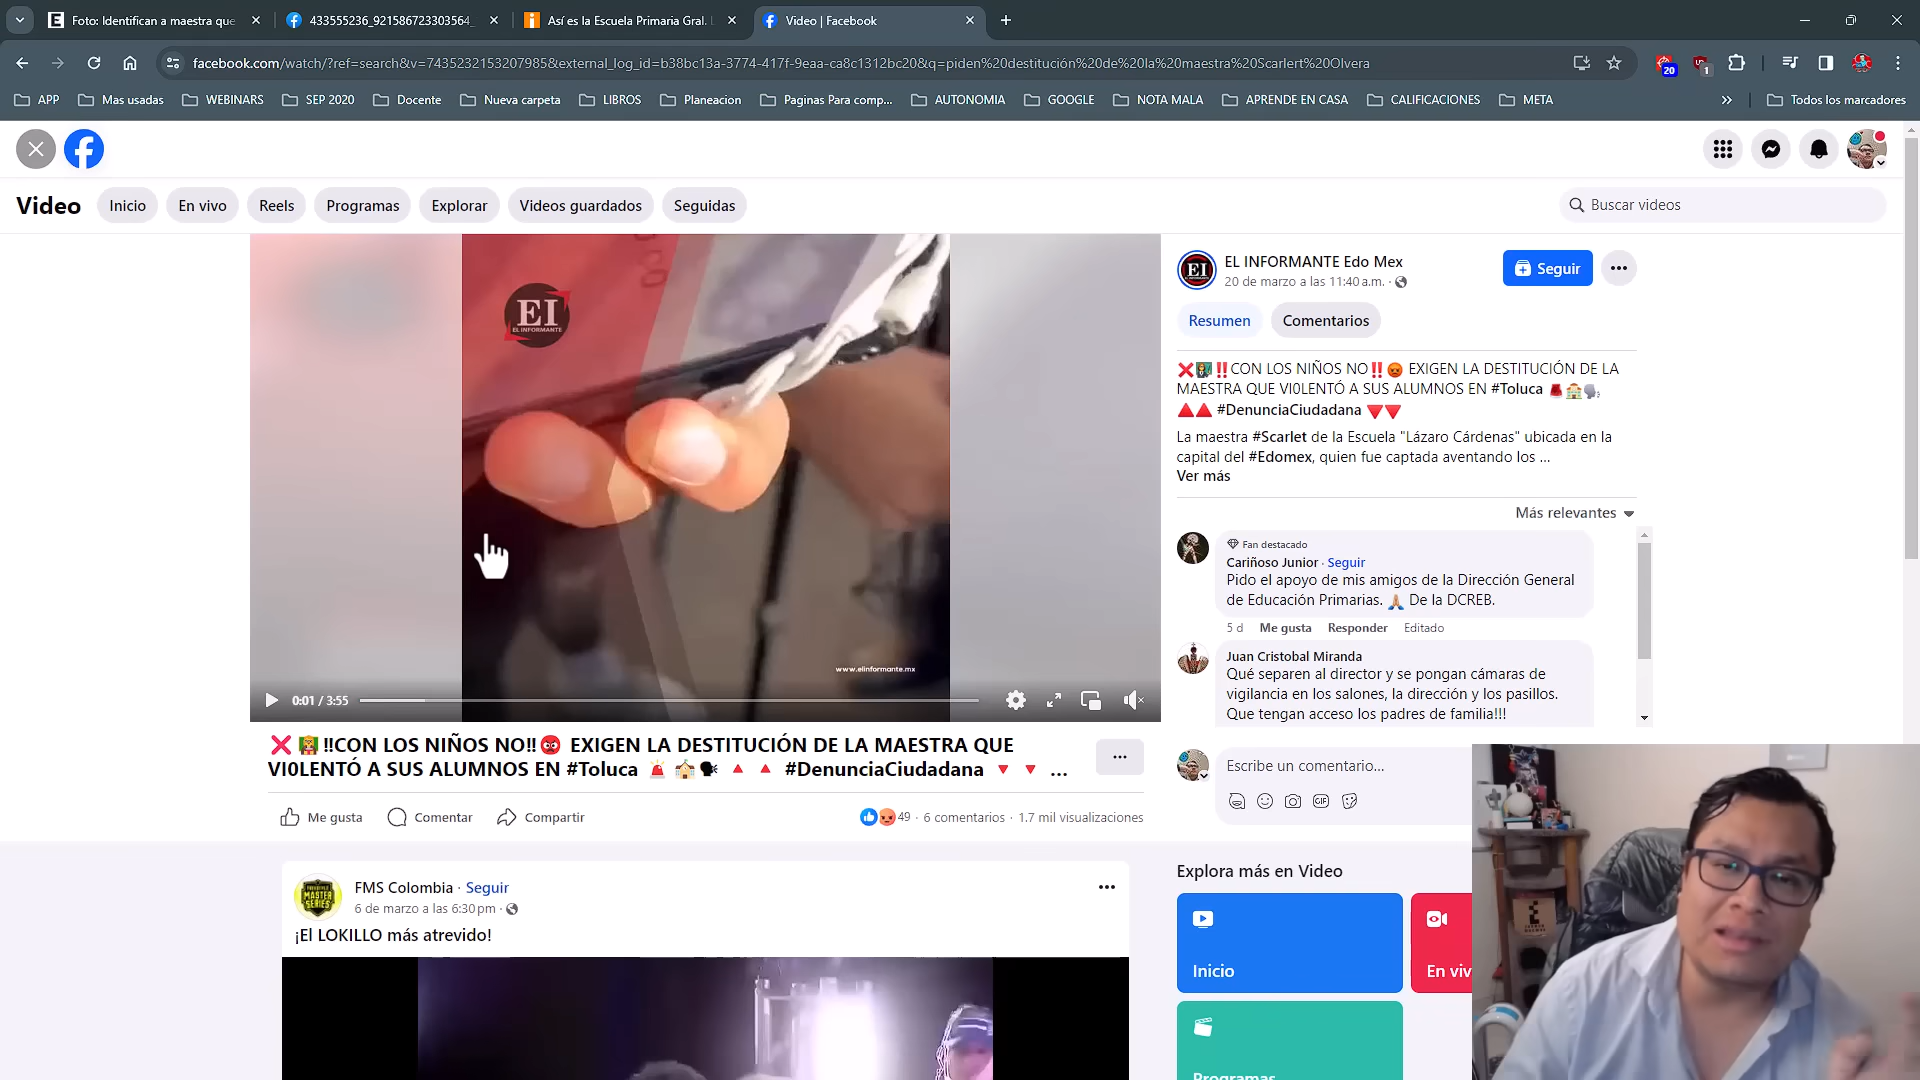 Foto: Identifican a maestra que
433555236_921586723303564_
Así es la Escuela Primaria Gral. L
Video | Facebook
facebook.com/watch/?ref=search&v=7435232153207985&external_log_id=b38bc13a-3774-417f-9eaa-ca8c1312bc20&q=piden%20destitución%20de%20la%20maestra%20Scarlert%20Olvera
20
1
APP
Mas usadas
WEBINARS
SEP 2020
Docente
Nueva carpeta
LIBROS
Planeacion
Paginas Para comp...
AUTONOMIA
GOOGLE
NOTA MALA
APRENDE EN CASA
CALIFICACIONES
META
Todos los marcadores
Video
Inicio
En vivo
Reels
Programas
Explorar
Videos guardados
Seguidas
Buscar videos
EI
EL INFORMANTE
www.elinformante.mx
0:01 / 3:55
EI
EL INFORMANTE Edo Mex
20 de marzo a las 11:40 a.m. ·
Seguir
Resumen
Comentarios
❌👩‍🏫‼️CON LOS NIÑOS NO‼️😡 EXIGEN LA DESTITUCIÓN DE LA
MAESTRA QUE VI0LENTÓ A SUS ALUMNOS EN #Toluca 🚨🏫🗣
🔺🔺 #DenunciaCiudadana 🔻🔻
La maestra #Scarlet de la Escuela "Lázaro Cárdenas" ubicada en la
capital del #Edomex, quien fue captada aventando los ...
Ver más
Más relevantes
Fan destacado
Cariñoso Junior · Seguir
Pido el apoyo de mis amigos de la Dirección General
de Educación Primarias. 🙏🏼 De la DCREB.
5 d Me gusta Responder Editado
Juan Cristobal Miranda
Qué separen al director y se pongan cámaras de
vigilancia en los salones, la dirección y los pasillos.
Que tengan acceso los padres de familia!!!
Escribe un comentario...
GIF
❌👩‍🏫‼️CON LOS NIÑOS NO‼️😡 EXIGEN LA DESTITUCIÓN DE LA MAESTRA QUE
VI0LENTÓ A SUS ALUMNOS EN #Toluca 🚨🏫🗣🔺🔺 #DenunciaCiudadana 🔻🔻 ...
Me gusta
Comentar
Compartir
49 · 6 comentarios · 1.7 mil visualizaciones
FMS Colombia · Seguir
6 de marzo a las 6:30 pm ·
¡El LOKILLO más atrevido!
Explora más en Video
Inicio
En viv
Programas